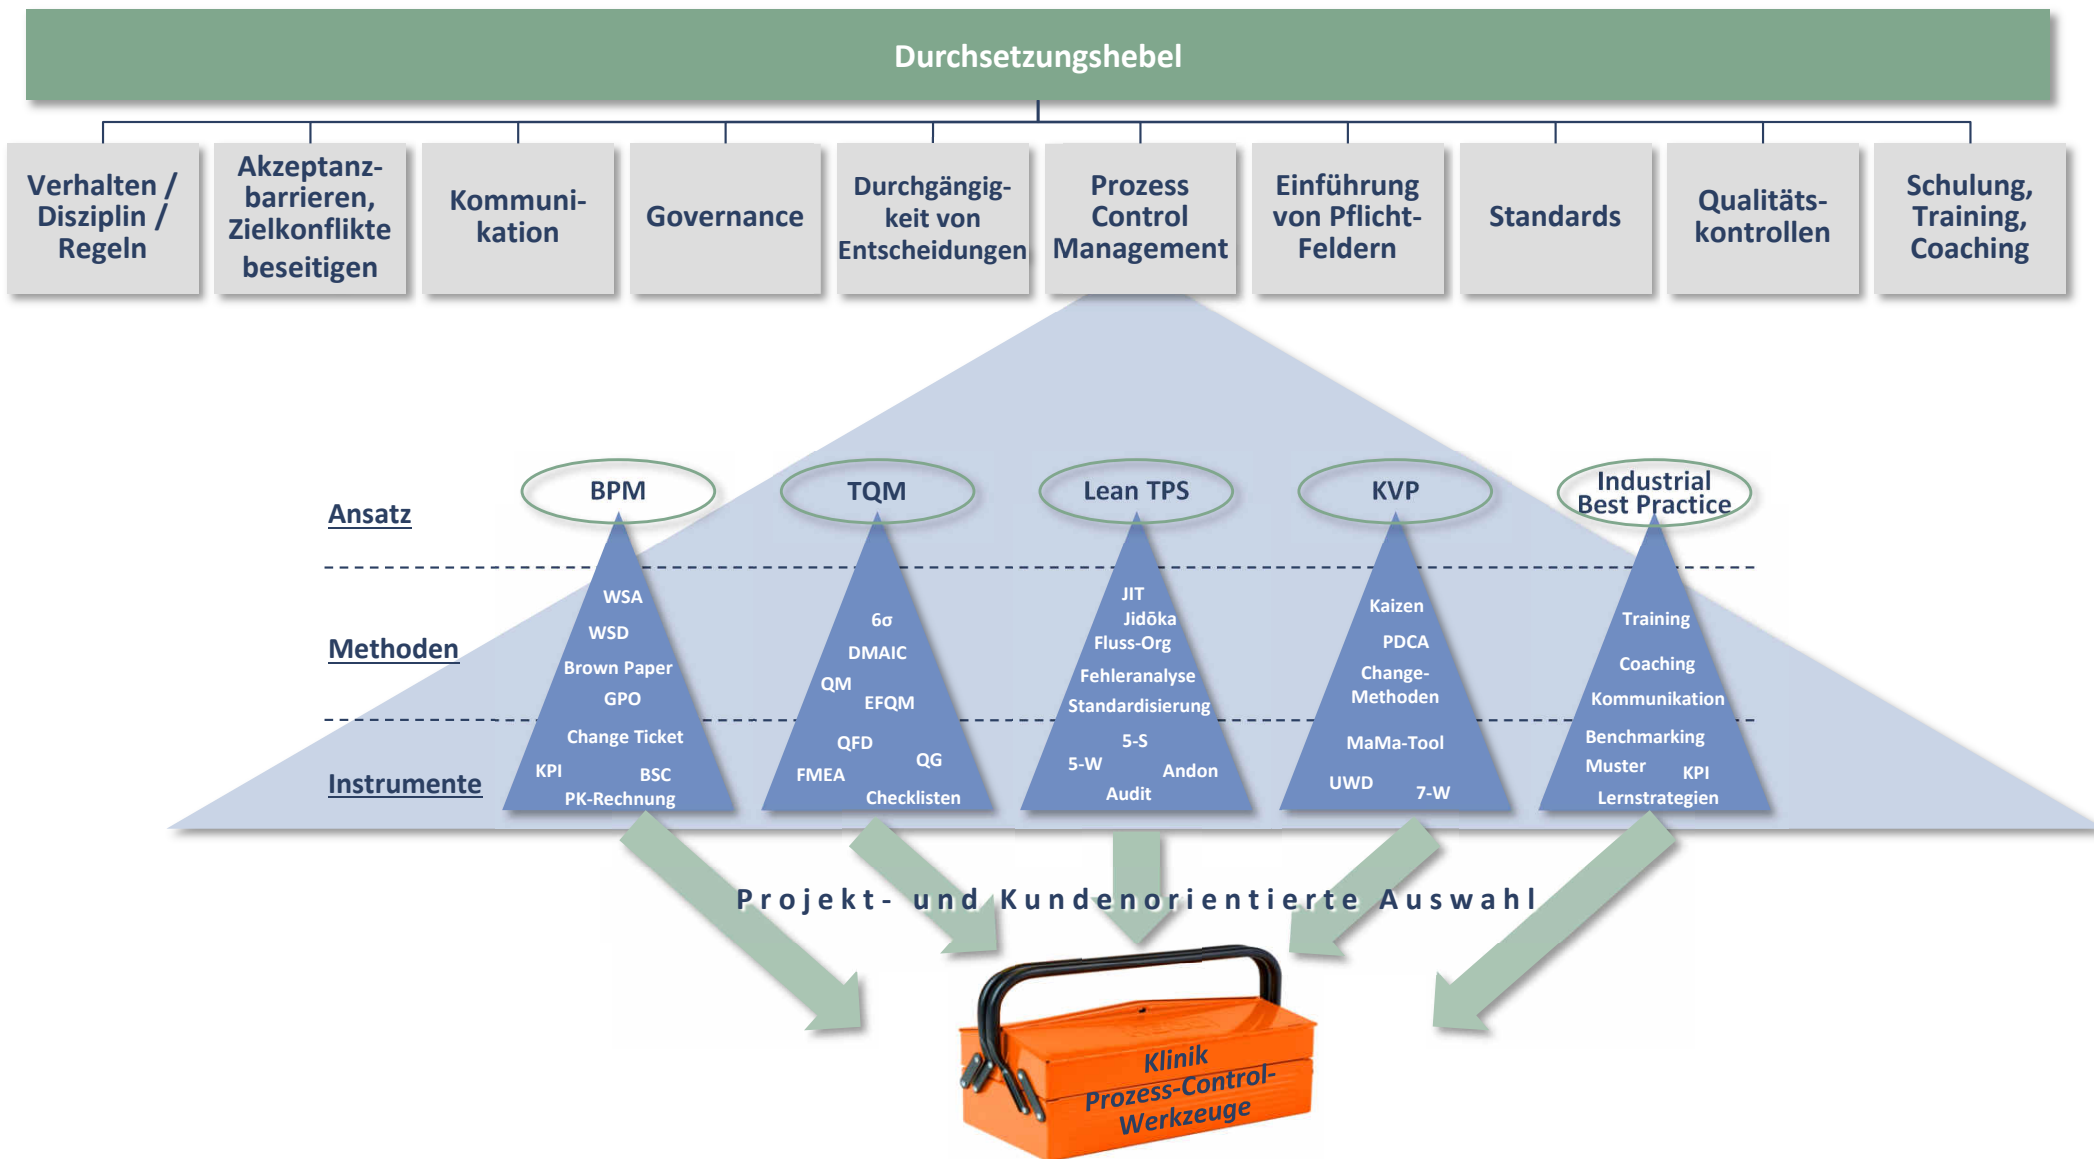 Durchsetzungshebel
Verhalten /
Disziplin /
Regeln
Akzeptanz-
barrieren,
Zielkonflikte
beseitigen
Kommuni-
kation
Governance
Durchgängig-
keit von
Entscheidungen
Prozess
Control
Management
Einführung
von Pflicht-
Feldern
Standards
Qualitäts-
kontrollen
Schulung,
Training,
Coaching
Ansatz
BPM
TQM
Lean TPS
KVP
Industrial
Best Practice
Methoden
WSA
WSD
Brown Paper
GPO
6σ
DMAIC
QM
EFQM
JIT
Jidōka
Fluss-Org
Fehleranalyse
Standardisierung
Kaizen
PDCA
Change-
Methoden
Training
Coaching
Kommunikation
Instrumente
Change Ticket
KPI
BSC
PK-Rechnung
QFD
QG
FMEA
Checklisten
5-S
5-W
Andon
Audit
MaMa-Tool
UWD
7-W
Benchmarking
Muster
KPI
Lernstrategien
Projekt- und Kundenorientierte Auswahl
Klinik
Prozess-Control-
Werkzeuge